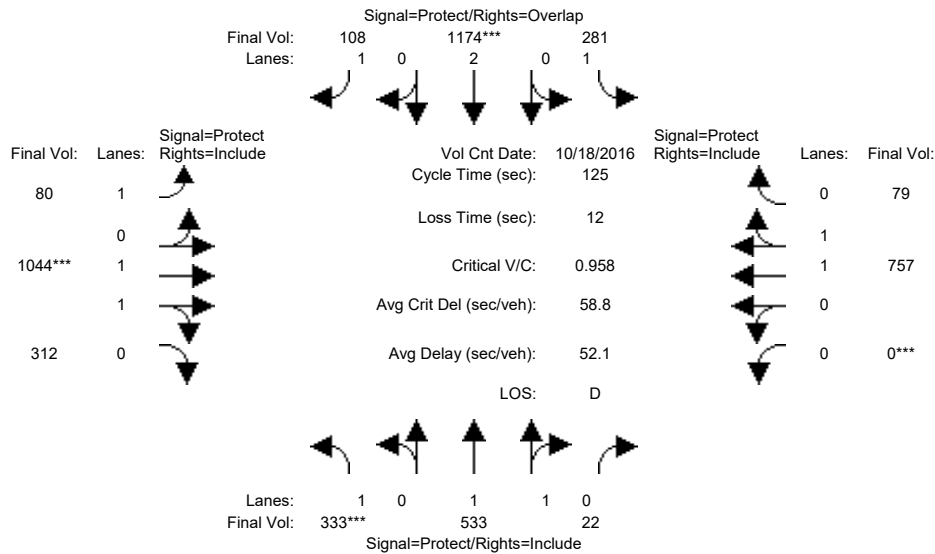 Signal=Protect/Rights=Overlap
Final Vol: 108 1174*** 281
Lanes: 1 0 2 0 1
Signal=Protect Signal=Protect
Final Vol: Lanes: Rights=Include Vol Cnt Date: 10/18/2016 Rights=Include Lanes: Final Vol:
Cycle Time (sec): 125
80 1 0 79
Loss Time (sec): 12
0 1
1044*** 1 Critical V/C: 0.958 1 757
1 Avg Crit Del (sec/veh): 58.8 0
312 0 Avg Delay (sec/veh): 52.1 0 0***
LOS: D
Lanes: 1 0 1 1 0
Final Vol: 333*** 533 22
Signal=Protect/Rights=Include